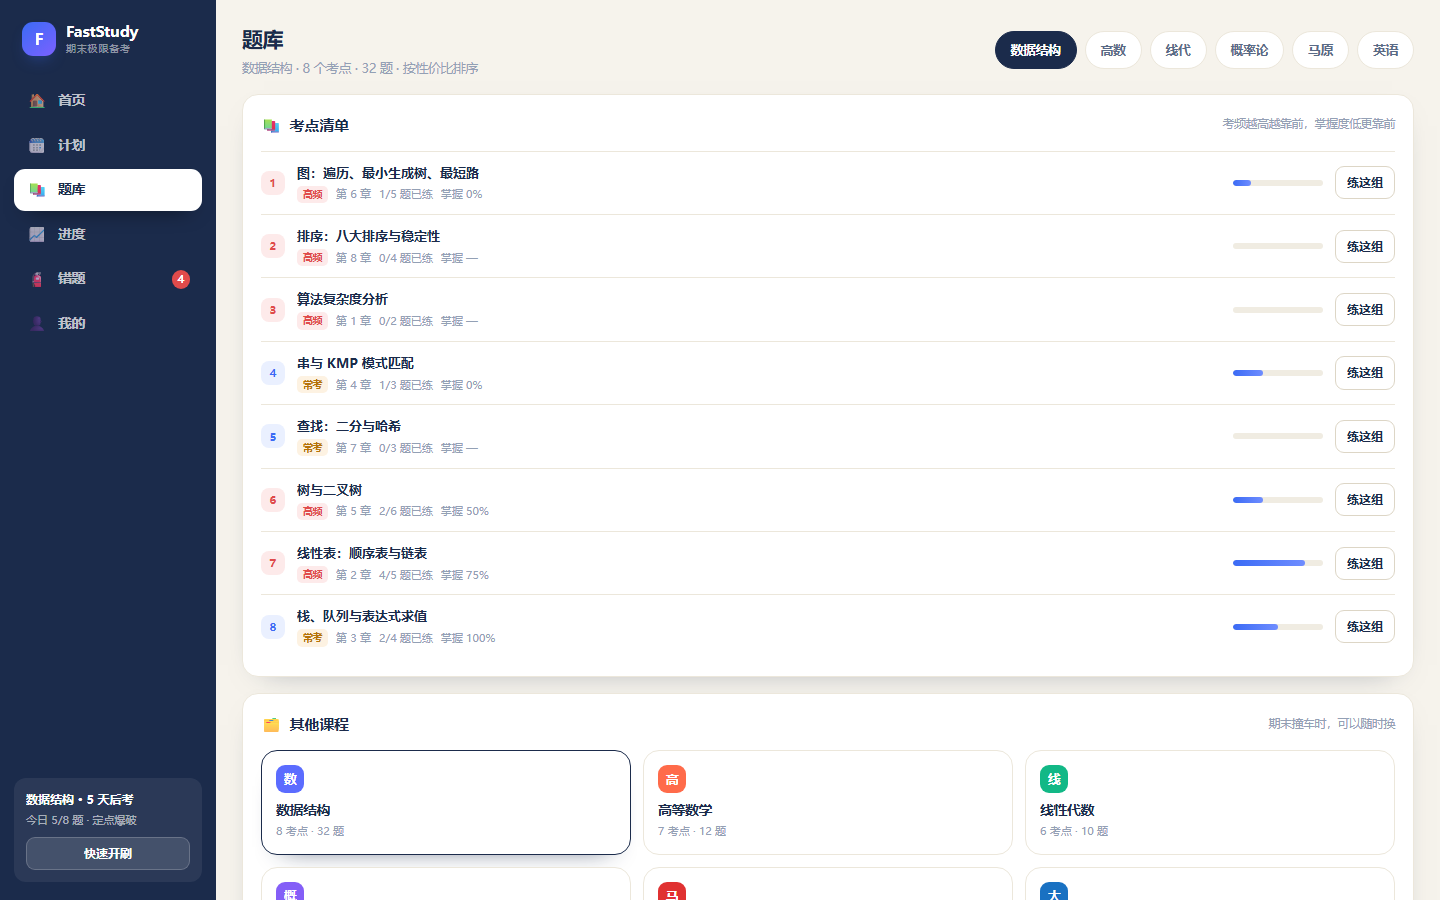 F
FastStudy
期末极限备考
首页
计划
题库
进度
错题
4
我的
数据结构 • 5 天后考
今日 5/8 题 · 定点爆破
快速开刷
题库
数据结构 · 8 个考点 · 32 题 · 按性价比排序
数据结构
高数
线代
概率论
马原
英语
考点清单
考频越高越靠前，掌握度低更靠前
1
图：遍历、最小生成树、最短路
高频 第 6 章 1/5 题已练 掌握 0%
练这组
2
排序：八大排序与稳定性
高频 第 8 章 0/4 题已练 掌握 —
练这组
3
算法复杂度分析
高频 第 1 章 0/2 题已练 掌握 —
练这组
4
串与 KMP 模式匹配
常考 第 4 章 1/3 题已练 掌握 0%
练这组
5
查找：二分与哈希
常考 第 7 章 0/3 题已练 掌握 —
练这组
6
树与二叉树
高频 第 5 章 2/6 题已练 掌握 50%
练这组
7
线性表：顺序表与链表
高频 第 2 章 4/5 题已练 掌握 75%
练这组
8
栈、队列与表达式求值
常考 第 3 章 2/4 题已练 掌握 100%
练这组
其他课程
期末撞车时，可以随时换
数
数据结构
8 考点 · 32 题
高
高等数学
7 考点 · 12 题
线
线性代数
6 考点 · 10 题
概
马
大